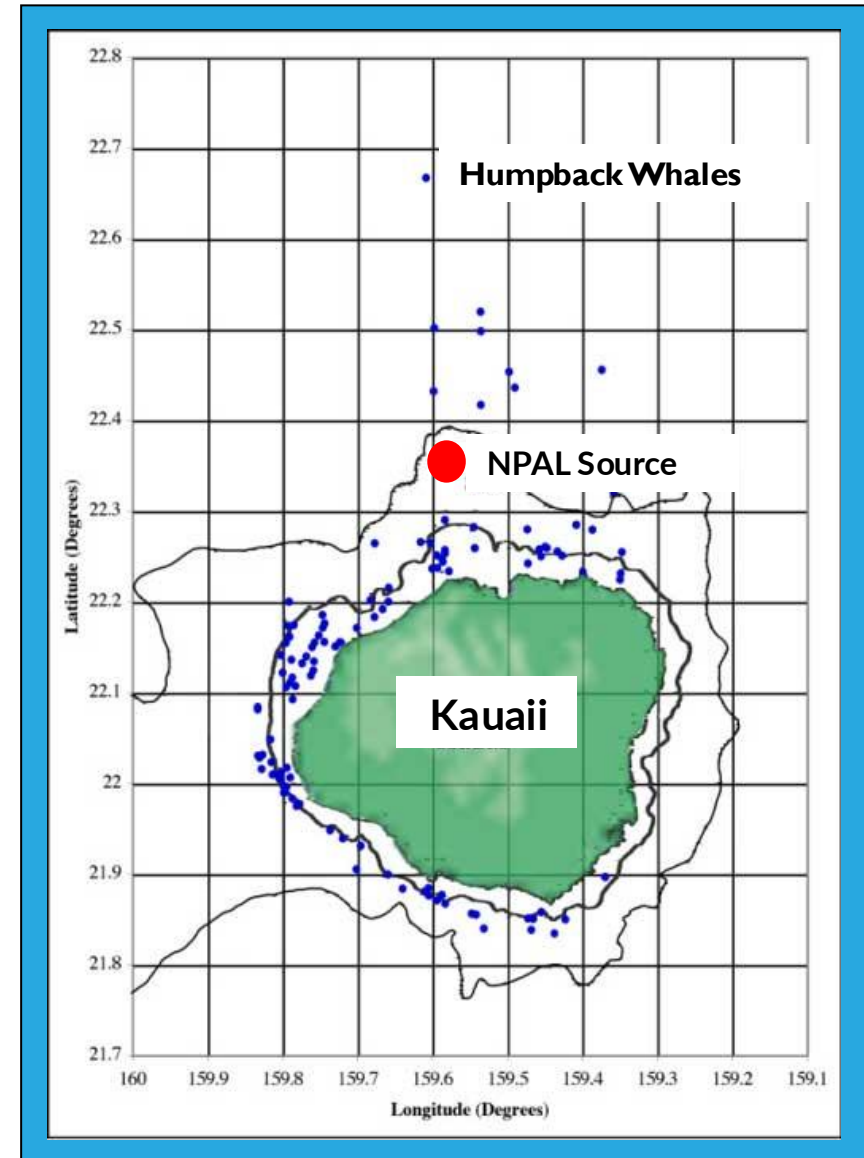 22.8
22.7
Humpback Whales
22.6
22.5
22.4
NPAL Source
22.3
22.2
22.1
Kauaii
22
21.9
21.8
21.7
160 159.9 159.8 159.7 159.6 159.5 159.4 159.3 159.2 159.1
Longitude (Degrees)
Latitude (Degrees)